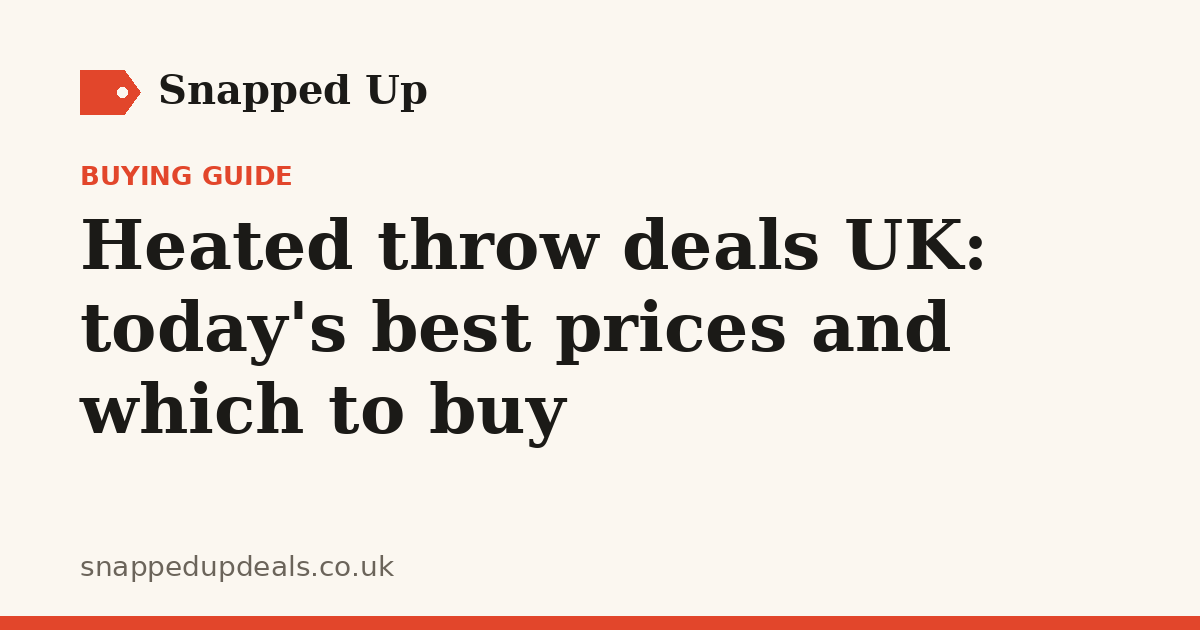 Snapped Up
BUYING GUIDE
Heated throw deals UK:
today's best prices and
which to buy
snappedupdeals.co.uk